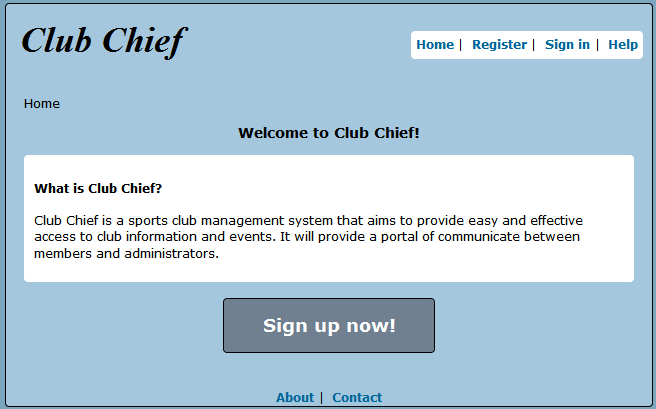 Club Chief
Home | Register | Sign in | Help
Home
Welcome to Club Chief!
What is Club Chief?
Club Chief is a sports club management system that aims to provide easy and effective
access to club information and events. It will provide a portal of communicate between
members and administrators.
Sign up now!
About | Contact